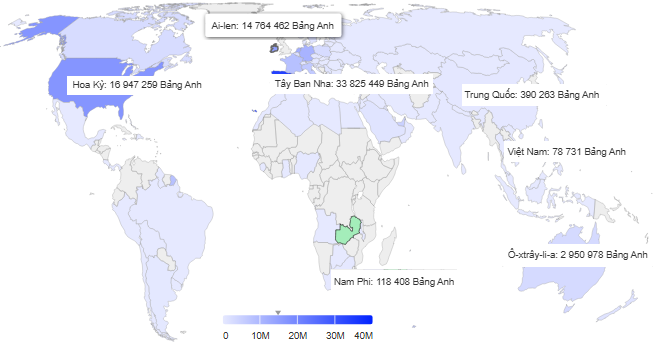 Ai-len: 14 764 462 Bảng Anh
Hoa Kỳ: 16 947 259 Bảng Anh
Tây Ban Nha: 33 825 449 Bảng Anh
Trung Quốc: 390 263 Bảng Anh
Việt Nam: 78 731 Bảng Anh
Ô-xtrây-li-a: 2 950 978 Bảng Anh
Nam Phi: 118 408 Bảng Anh
0 10M 20M 30M 40M